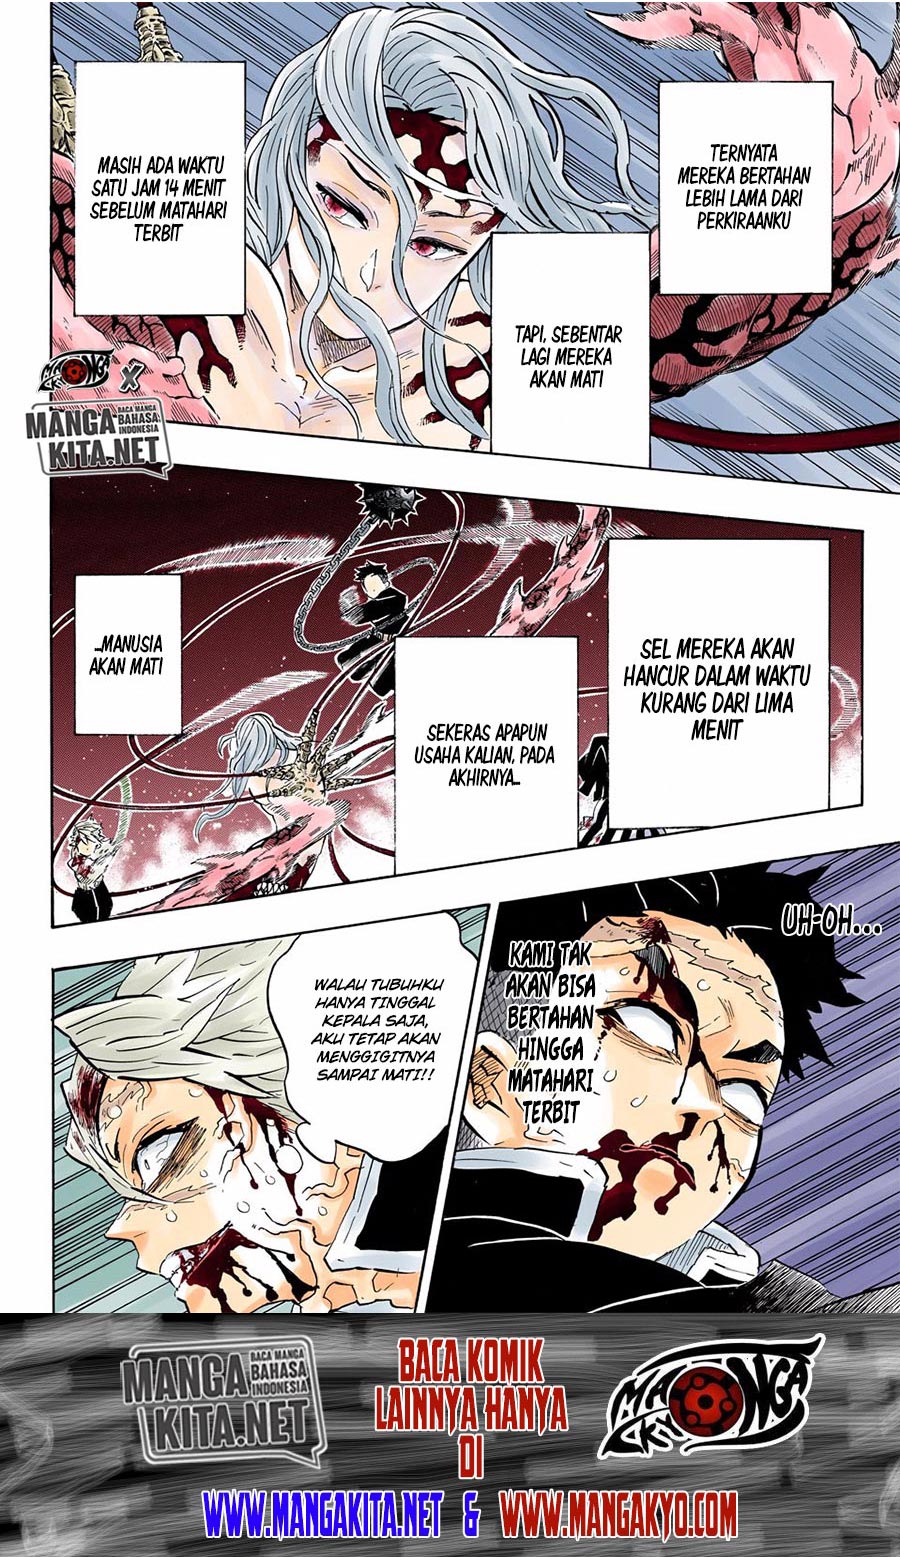 TERNYATA
MEREKA BERTAHAN
LEBIH LAMA DARI
PERKIRAANKU
TAPI, SEBENTAR
LAGI MEREKA
AKAN MATI
MASIH ADA WAKTU
SATU JAM 14 MENIT
SEBELUM MATAHARI
TERBIT
MANGA KYO X
MANGA BACA MANGA
BAHASA
INDONESIA
KITA.NET
SEL MEREKA AKAN
HANCUR DALAM WAKTU
KURANG DARI LIMA
MENIT
SEKERAS APAPUN
USAHA KALIAN, PADA
AKHIRNYA...
...MANUSIA
AKAN MATI
UH-OH...
KAMI TAK
AKAN BISA
BERTAHAN
HINGGA
MATAHARI
TERBIT
WALAU TUBUHKU
HANYA TINGGAL
KEPALA SAJA,
AKU TETAP AKAN
MENGGIGITNYA
SAMPAI MATI!!
MANGA BACA MANGA
BAHASA
INDONESIA
KITA.NET
BACA KOMIK
LAINNYA HANYA
DI
MANGA
KYO
WWW.MANGAKITA.NET & WWW.MANGAKYO.COM